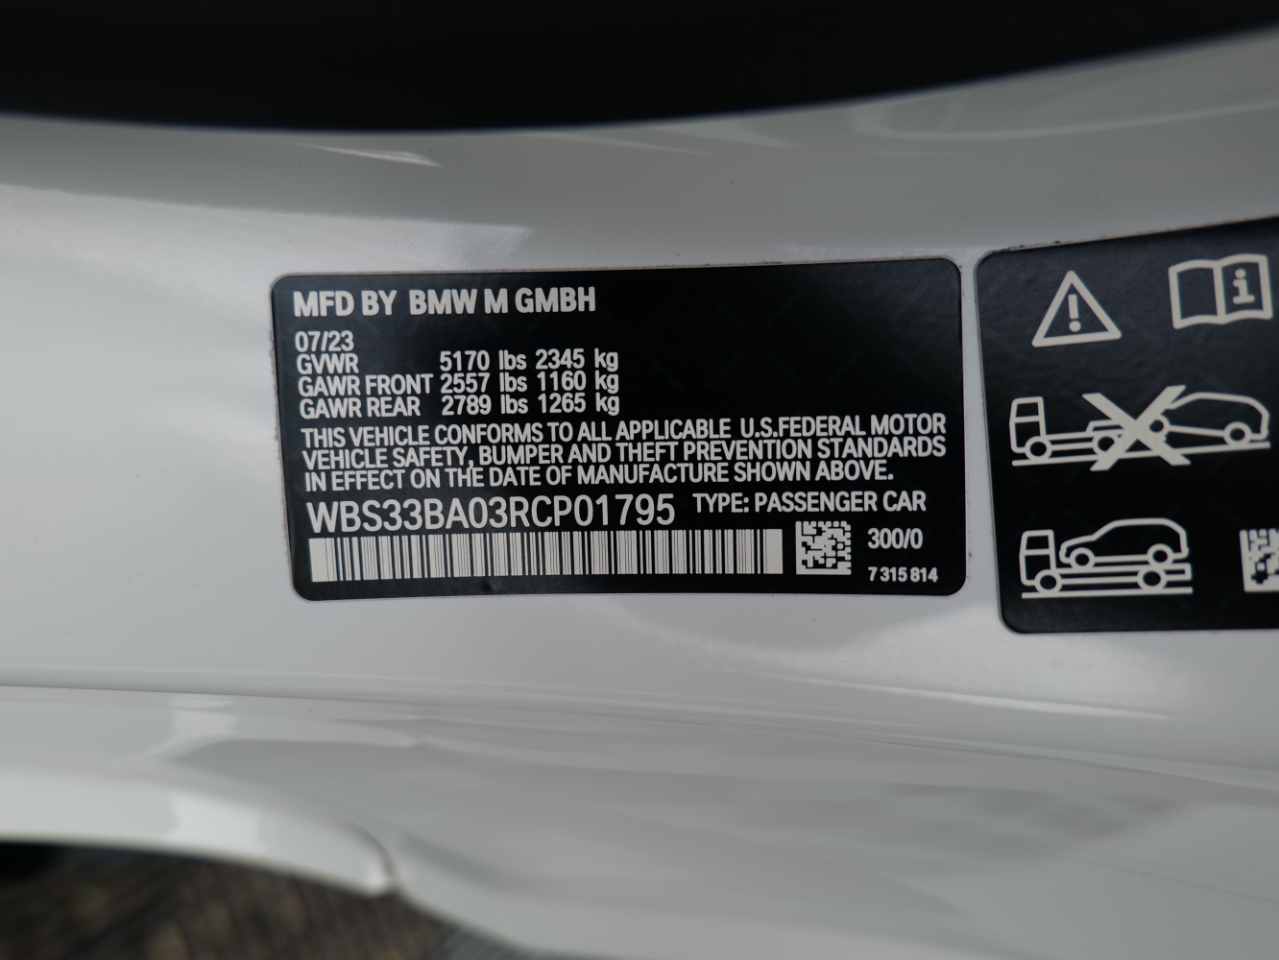 MFD BY BMW M GMBH
07/23
GVWR 5170 lbs 2345 kg
GAWR FRONT 2557 lbs 1160 kg
GAWR REAR 2789 lbs 1265 kg
THIS VEHICLE CONFORMS TO ALL APPLICABLE U.S.FEDERAL MOTOR
VEHICLE SAFETY, BUMPER AND THEFT PREVENTION STANDARDS
IN EFFECT ON THE DATE OF MANUFACTURE SHOWN ABOVE.
WBS33BA03RCP01795 TYPE: PASSENGER CAR
300/0
7 315 814